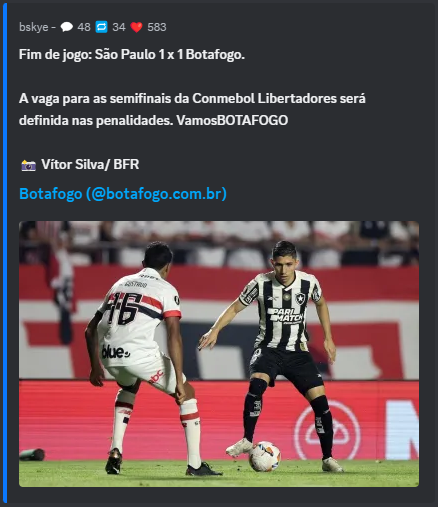 bskye - 💬 48 🔁 34 ❤️ 583
Fim de jogo: São Paulo 1 x 1 Botafogo.
A vaga para as semifinais da Conmebol Libertadores será
definida nas penalidades. VamosBOTAFOGO
📸 Vítor Silva/ BFR
Botafogo (@botafogo.com.br)
GUSTAVO
16
blue
abc
PARI
MATCH